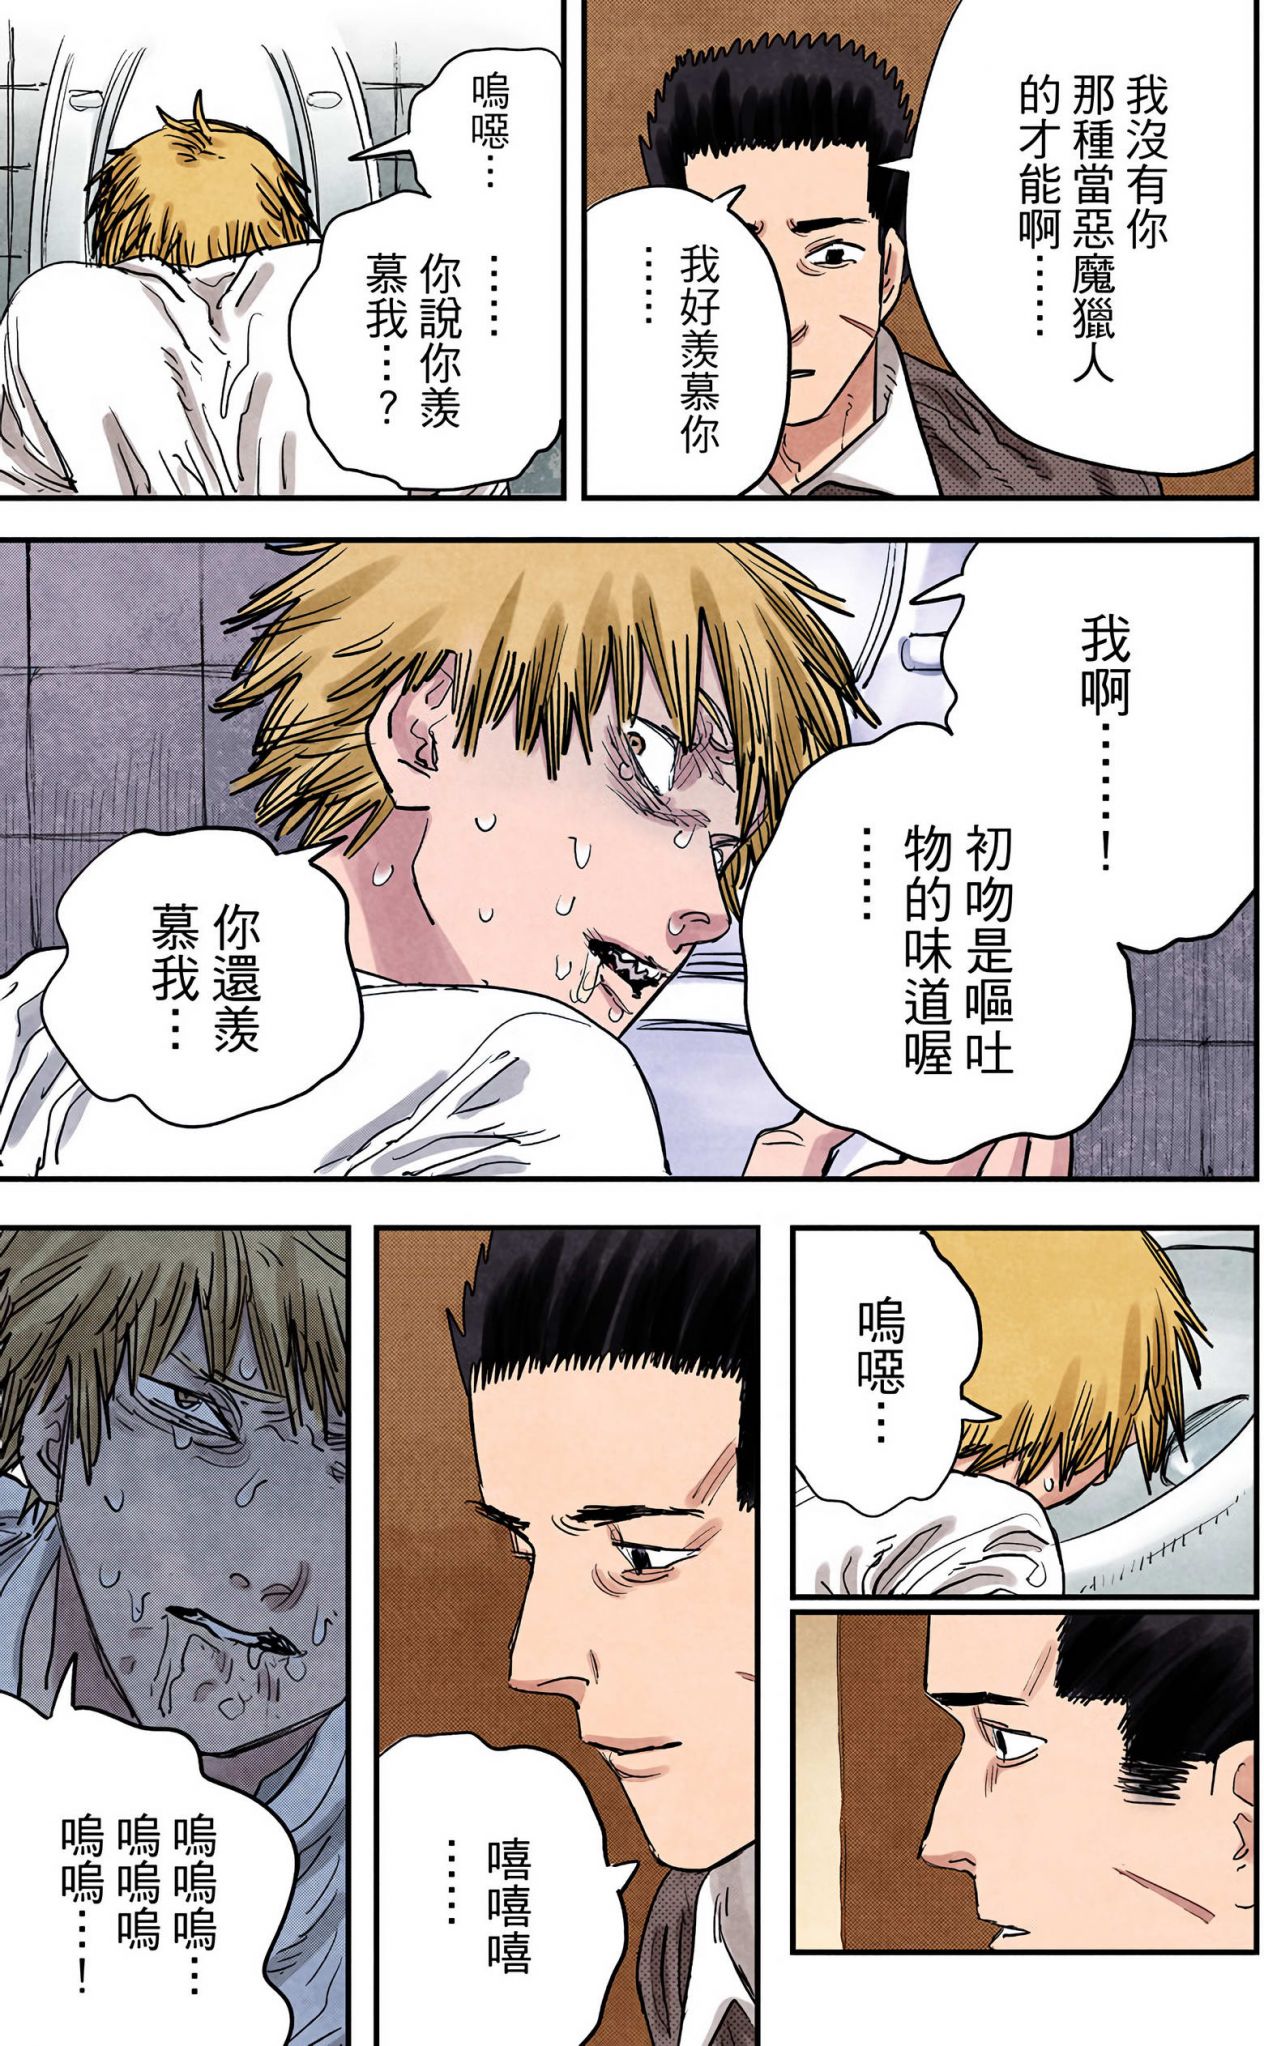 我沒有你
那種當惡魔獵人
的才能啊……
我好羨慕你
……
嗚噁…
……
你說你羨
慕我…？
我啊………！
初吻是嘔吐
物的味道喔
……
你還羨
慕我…
嗚噁…
嘻嘻嘻
……
嗚嗚嗚…
嗚嗚嗚
嗚嗚…！